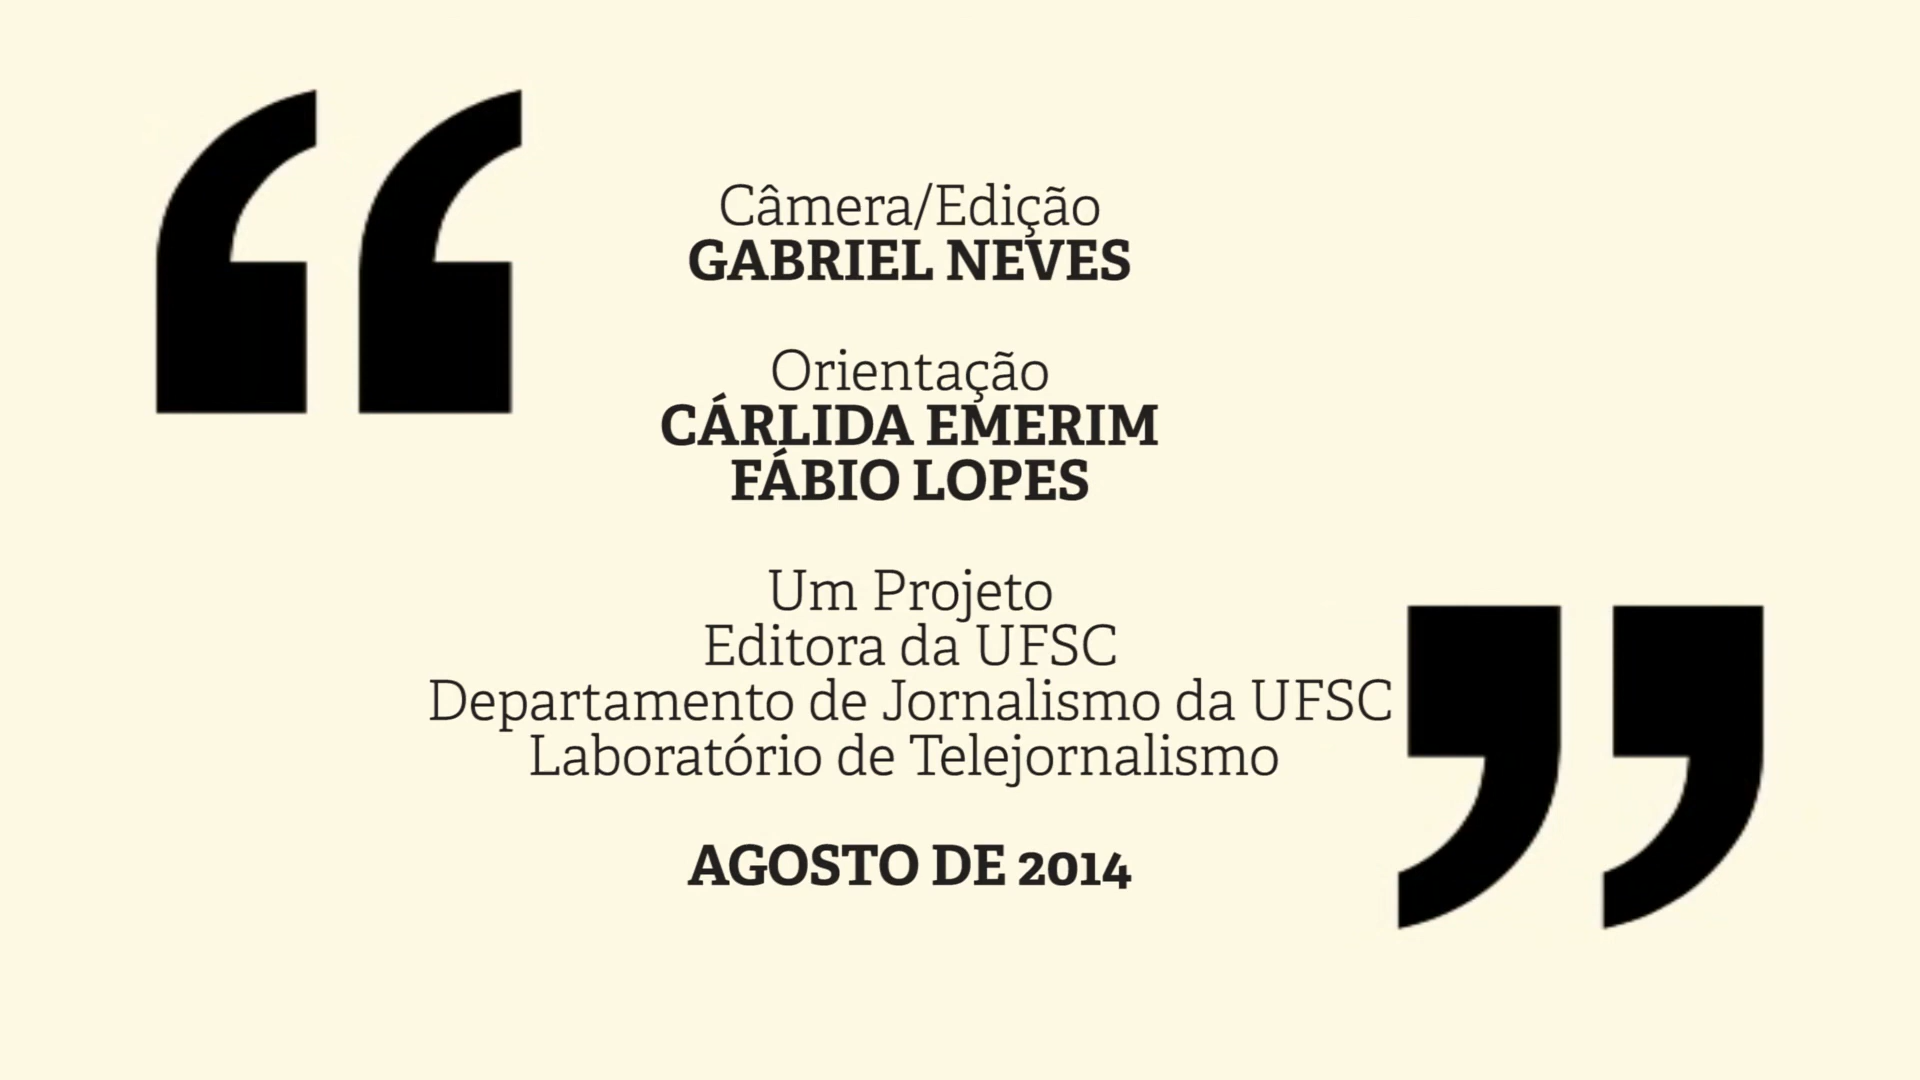 Câmera/Edição
GABRIEL NEVES
Orientação
CÁRLIDA EMERIM
FÁBIO LOPES
Um Projeto
Editora da UFSC
Departamento de Jornalismo da UFSC
Laboratório de Telejornalismo
AGOSTO DE 2014